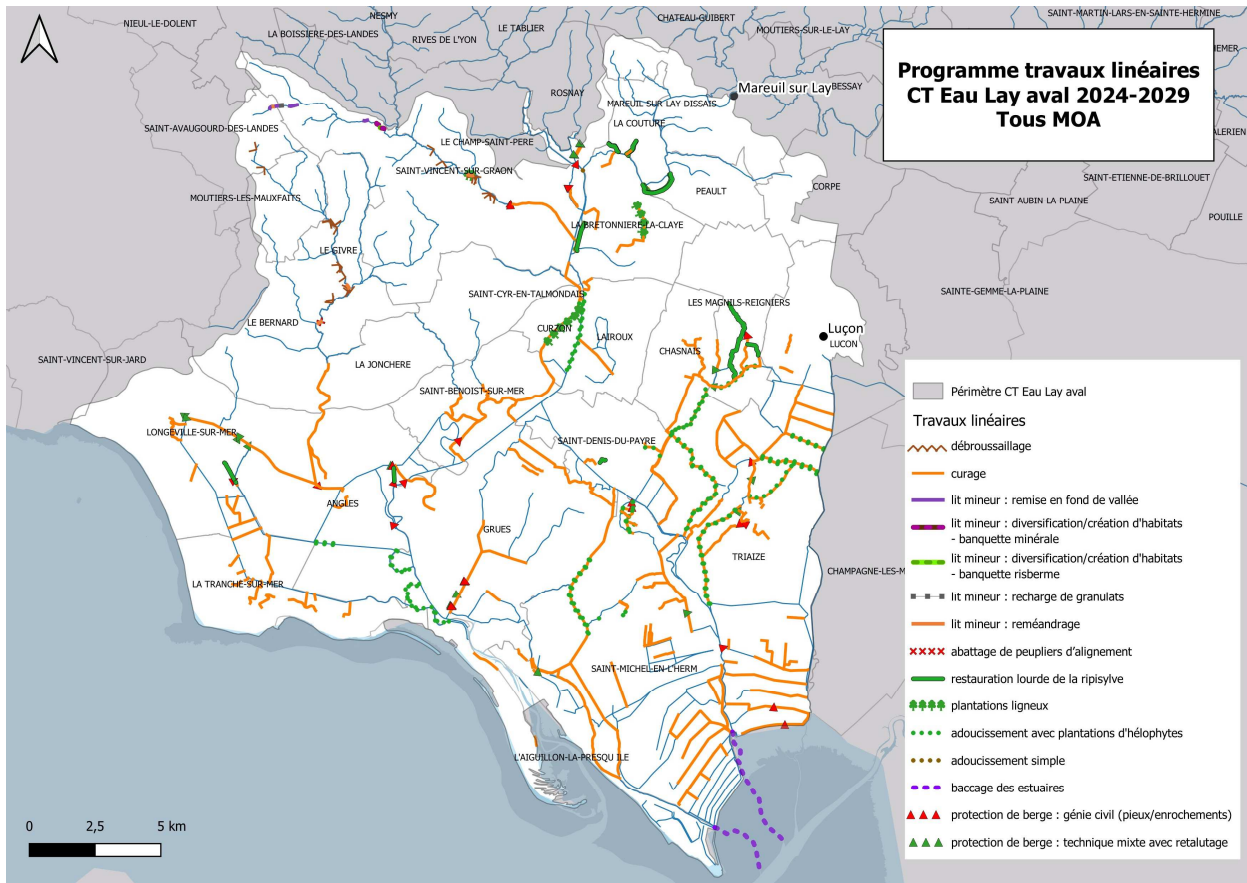 NIEUL-LE-DOLENT
NESMY
LA BOISSIERE-DES-LANDES
RIVES DE L'YON
LE TABLIER
CHATEAU-GUIBERT
MOUTIERS-SUR-LE-LAY
SAINT-MARTIN-LARS-EN-SAINTE-HERMINE
Programme travaux linéaires
CT Eau Lay aval 2024-2029
Tous MOA
ROSNAY
Mareuil sur Lay
BESSAY
MAREUIL SUR LAY DISSAIS
LA COUTURE
SAINT-AVAUGOURD-DES-LANDES
LE CHAMP-SAINT-PERE
SAINT-VINCENT-SUR-GRAON
MOUTIERS-LES-MAUXFAITS
PEAULT
CORPE
SAINT-ETIENNE-DE-BRILLOUET
SAINT AUBIN LA PLAINE
POUILLE
LA BRETONNIERE-LA-CLAYE
LE GIVRE
SAINT-CYR-EN-TALMONDAIS
LES MAGNILS-REIGNIERS
SAINTE-GEMME-LA-PLAINE
LE BERNARD
CURZON
LAIROUX
CHASNAIS
Luçon
LUCON
SAINT-VINCENT-SUR-JARD
LA JONCHERE
SAINT-BENOIST-SUR-MER
LONGEVILLE-SUR-MER
SAINT-DENIS-DU-PAYRE
ANGLES
GRUES
TRIAIZE
LA TRANCHE-SUR-MER
CHAMPAGNE-LES-M
SAINT-MICHEL-EN-L'HERM
L'AIGUILLON-LA-PRESQU ILE
Périmètre CT Eau Lay aval
Travaux linéaires
débroussaillage
curage
lit mineur : remise en fond de vallée
lit mineur : diversification/création d'habitats
- banquette minérale
lit mineur : diversification/création d'habitats
- banquette risberme
lit mineur : recharge de granulats
lit mineur : reméandrage
abattage de peupliers d'alignement
restauration lourde de la ripisylve
plantations ligneux
adoucissement avec plantations d'hélophytes
adoucissement simple
baccage des estuaires
protection de berge : génie civil (pieux/enrochements)
protection de berge : technique mixte avec retalutage
0 2,5 5 km